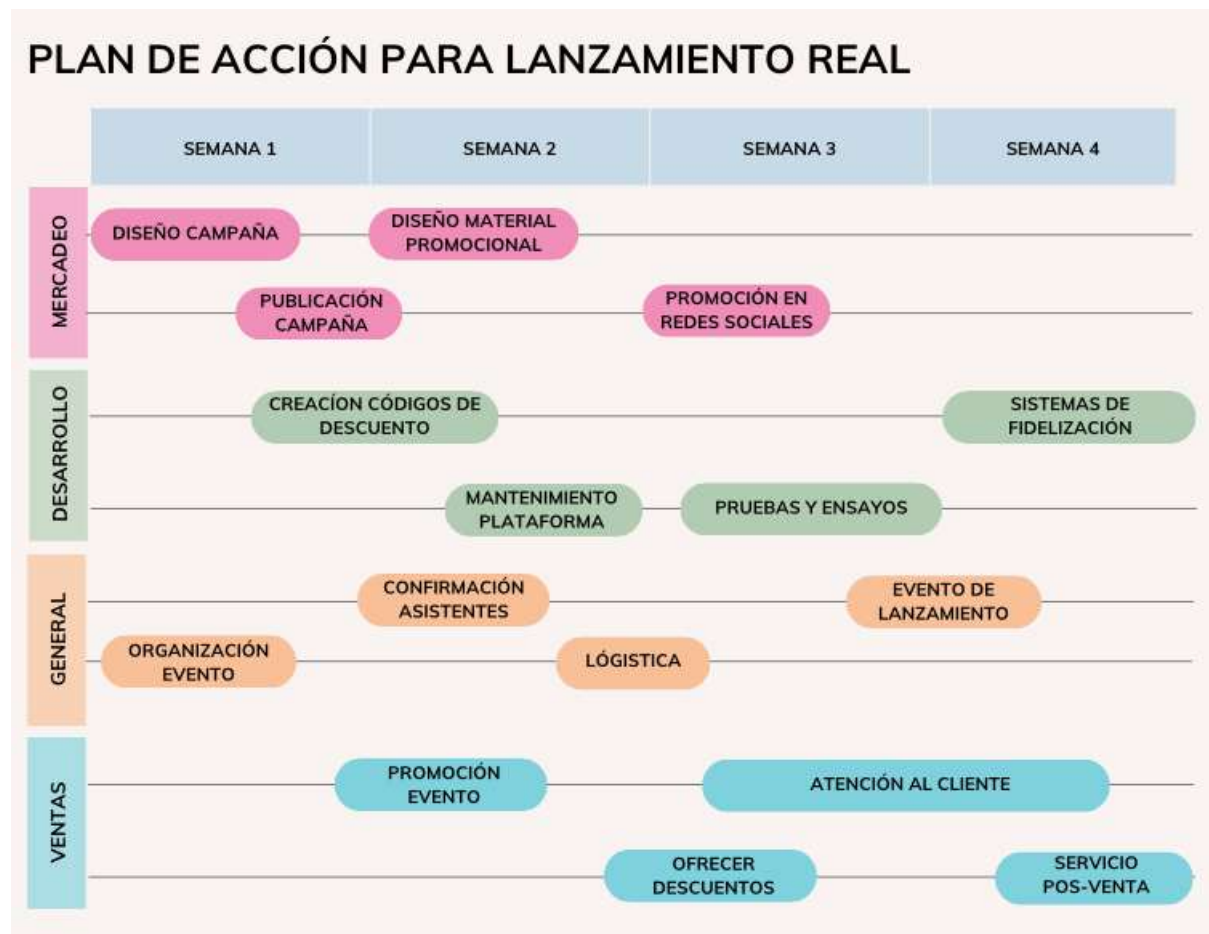 PLAN DE ACCIÓN PARA LANZAMIENTO REAL
SEMANA 1
SEMANA 2
SEMANA 3
SEMANA 4
MERCADEO
DISEÑO CAMPAÑA
DISEÑO MATERIAL
PROMOCIONAL
PUBLICACIÓN
CAMPAÑA
PROMOCIÓN EN
REDES SOCIALES
DESARROLLO
CREACÍON CÓDIGOS DE
DESCUENTO
SISTEMAS DE
FIDELIZACIÓN
MANTENIMIENTO
PLATAFORMA
PRUEBAS Y ENSAYOS
GENERAL
CONFIRMACIÓN
ASISTENTES
EVENTO DE
LANZAMIENTO
ORGANIZACIÓN
EVENTO
LÓGISTICA
VENTAS
PROMOCIÓN
EVENTO
ATENCIÓN AL CLIENTE
OFRECER
DESCUENTOS
SERVICIO
POS-VENTA